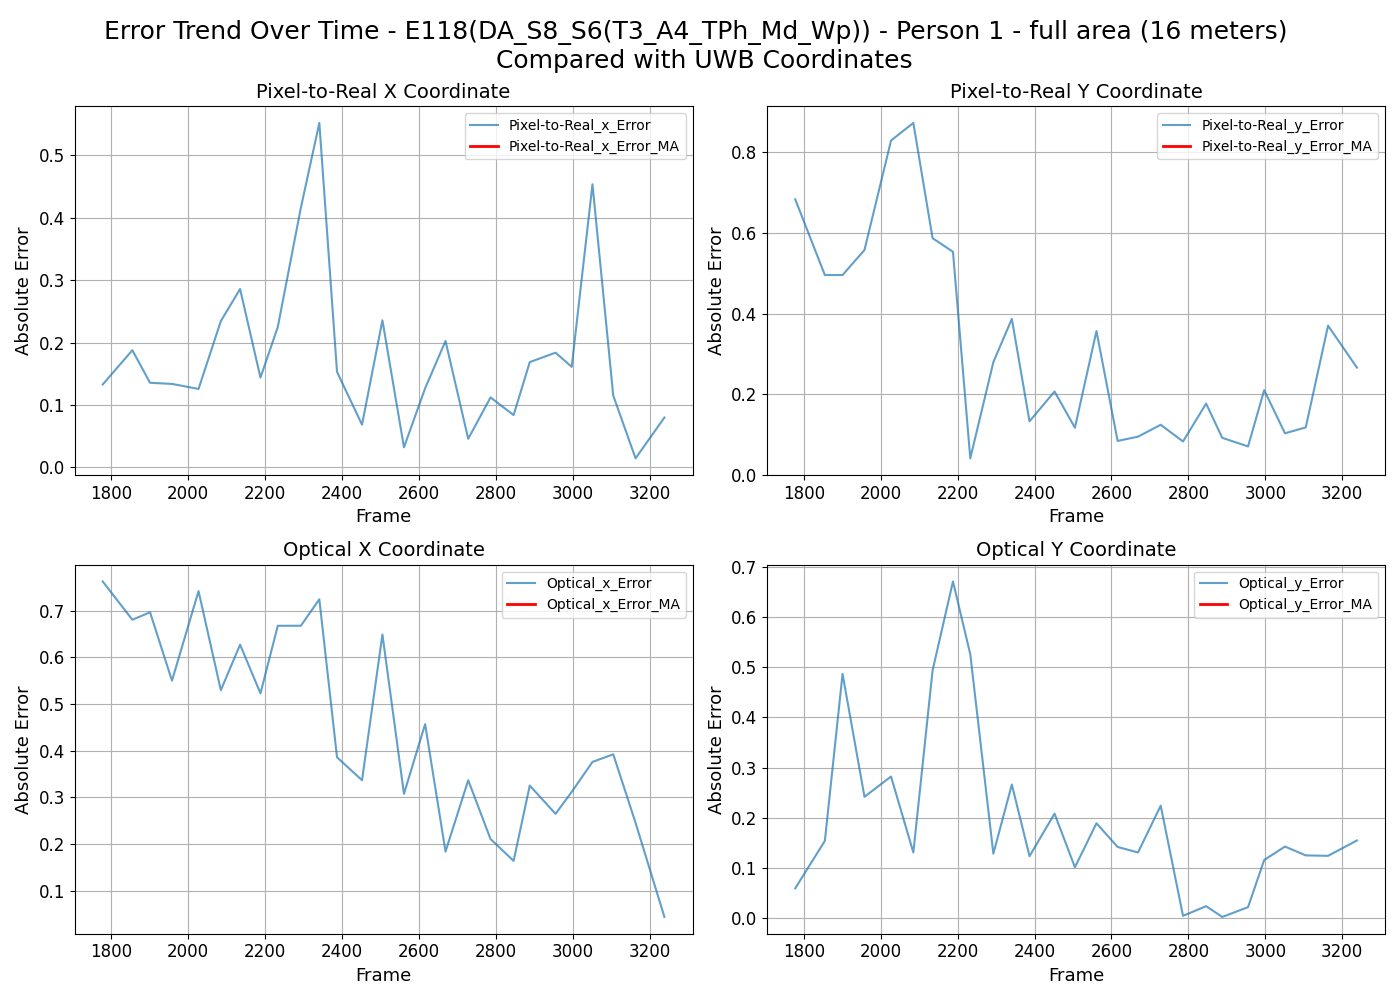 Error Trend Over Time - E118(DA_S8_S6(T3_A4_TPh_Md_Wp)) - Person 1 - full area (16 meters)
Compared with UWB Coordinates
Pixel-to-Real X Coordinate
Pixel-to-Real_x_Error
Pixel-to-Real_x_Error_MA
Absolute Error
0.5
0.4
0.3
0.2
0.1
0.0
1800 2000 2200 2400 2600 2800 3000 3200
Frame
Pixel-to-Real Y Coordinate
Pixel-to-Real_y_Error
Pixel-to-Real_y_Error_MA
Absolute Error
0.8
0.6
0.4
0.2
0.0
1800 2000 2200 2400 2600 2800 3000 3200
Frame
Optical X Coordinate
Optical_x_Error
Optical_x_Error_MA
Absolute Error
0.7
0.6
0.5
0.4
0.3
0.2
0.1
1800 2000 2200 2400 2600 2800 3000 3200
Frame
Optical Y Coordinate
Optical_y_Error
Optical_y_Error_MA
Absolute Error
0.7
0.6
0.5
0.4
0.3
0.2
0.1
0.0
1800 2000 2200 2400 2600 2800 3000 3200
Frame